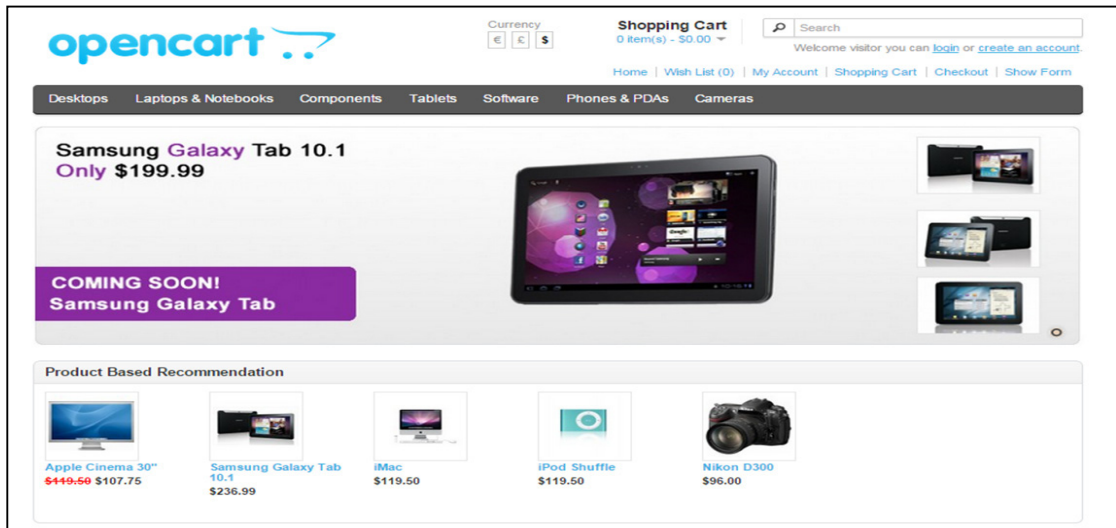 opencart
Currency
€ £ $
Shopping Cart
0 item(s) - $0.00
Search
Welcome visitor you can login or create an account.
Home | Wish List (0) | My Account | Shopping Cart | Checkout | Show Form
Desktops Laptops & Notebooks Components Tablets Software Phones & PDAs Cameras
Samsung Galaxy Tab 10.1
Only $199.99
COMING SOON!
Samsung Galaxy Tab
Product Based Recommendation
Apple Cinema 30"
$119.50 $107.75
Samsung Galaxy Tab
10.1
$236.99
iMac
$119.50
iPod Shuffle
$119.50
Nikon D300
$96.00